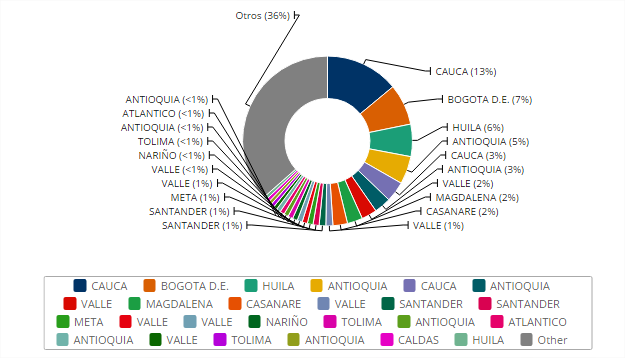 Otros (36%)
CAUCA (13%)
BOGOTA D.E. (7%)
HUILA (6%)
ANTIOQUIA (5%)
CAUCA (3%)
ANTIOQUIA (3%)
VALLE (2%)
MAGDALENA (2%)
CASANARE (2%)
VALLE (1%)
ANTIOQUIA (<1%)
ATLANTICO (<1%)
ANTIOQUIA (<1%)
TOLIMA (<1%)
NARIÑO (<1%)
VALLE (<1%)
VALLE (1%)
META (1%)
SANTANDER (1%)
SANTANDER (1%)
CAUCA BOGOTA D.E. HUILA ANTIOQUIA CAUCA ANTIOQUIA
VALLE MAGDALENA CASANARE VALLE SANTANDER SANTANDER
META VALLE VALLE NARIÑO TOLIMA ANTIOQUIA ATLANTICO
ANTIOQUIA VALLE TOLIMA ANTIOQUIA CALDAS HUILA Other